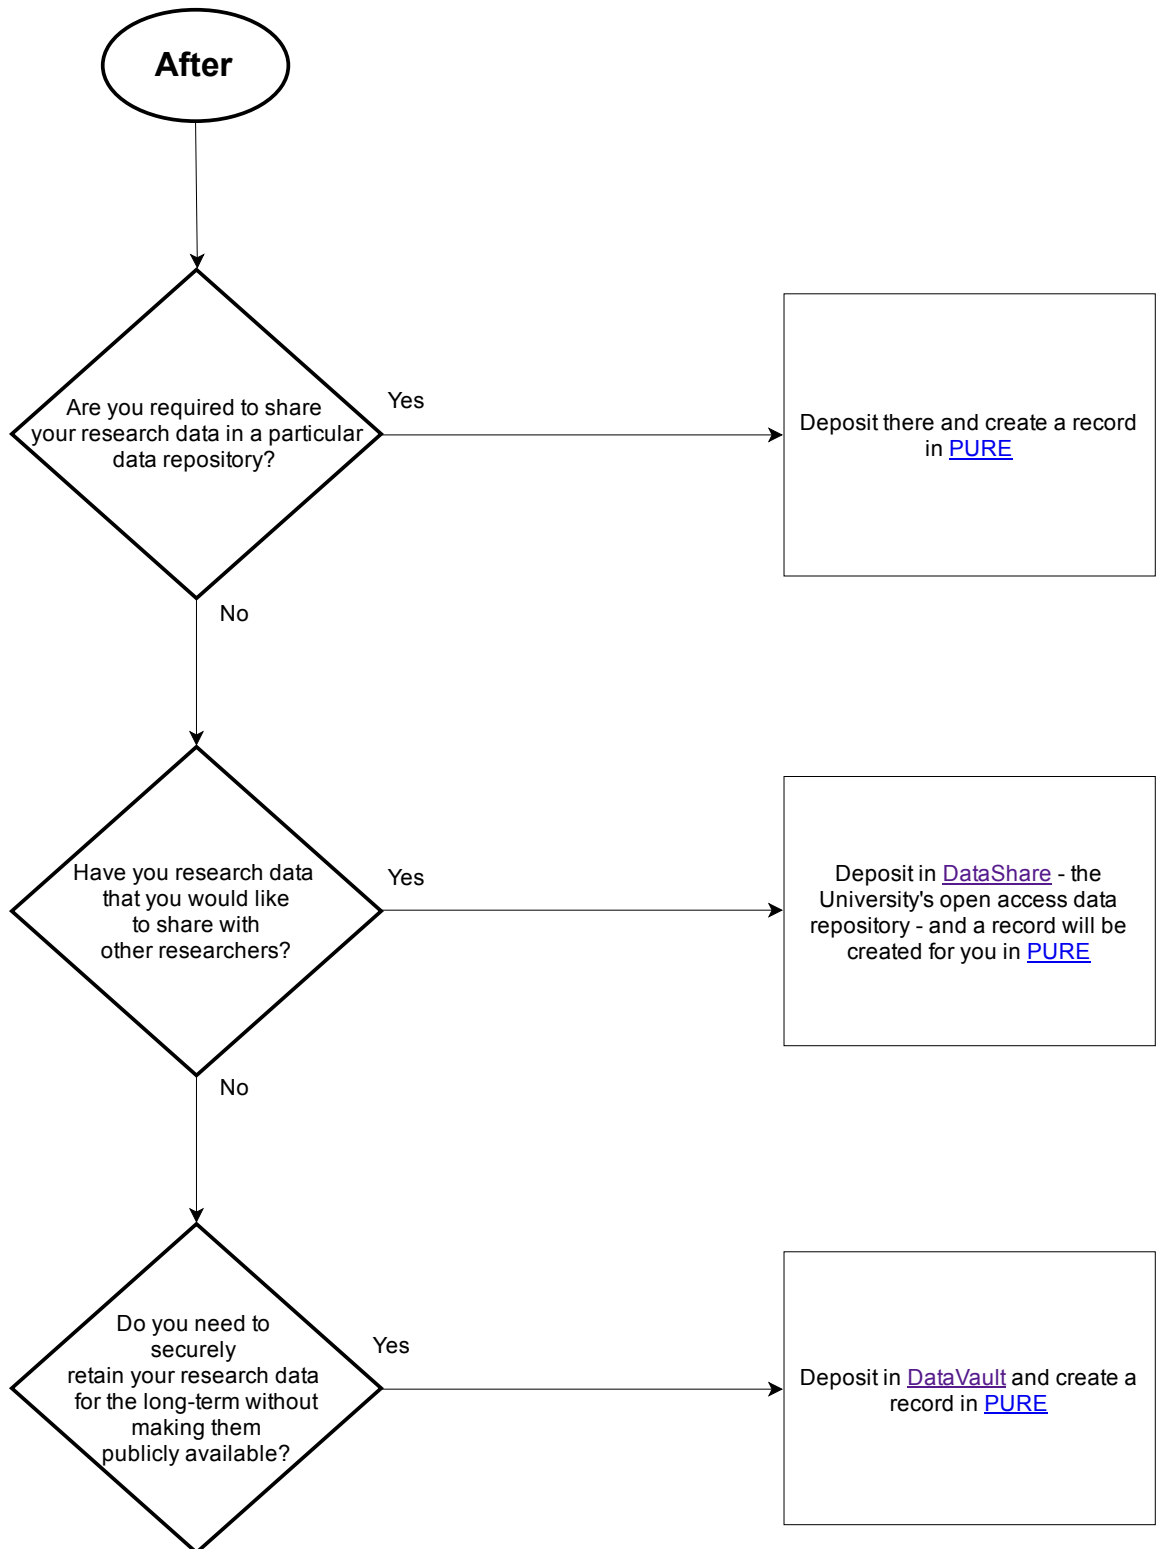 After
Are you required to share
your research data in a particular
data repository?
Yes
Deposit there and create a record
in PURE
No
Have you research data
that you would like
to share with
other researchers?
Yes
Deposit in DataShare - the
University's open access data
repository - and a record will be
created for you in PURE
No
Do you need to
securely
retain your research data
for the long-term without
making them
publicly available?
Yes
Deposit in DataVault and create a
record in PURE